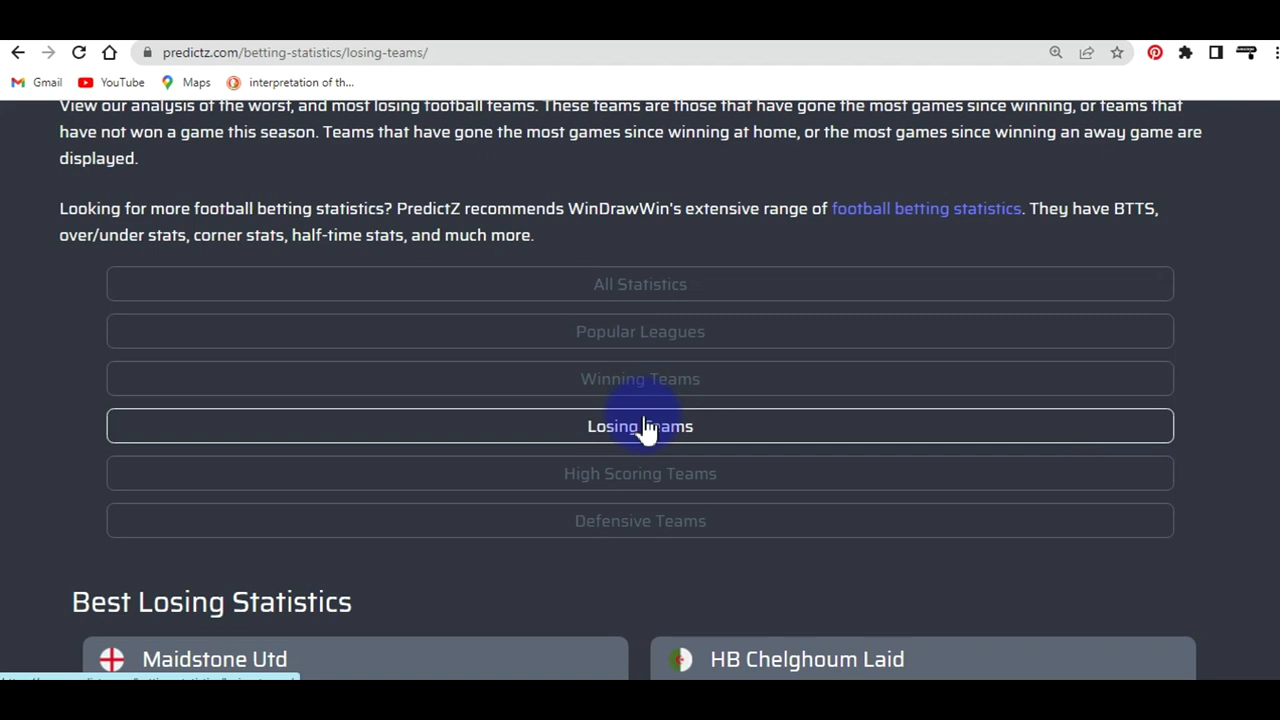 predictz.com/betting-statistics/losing-teams/
Gmail YouTube Maps interpretation of th...
View our analysis of the worst, and most losing football teams. These teams are those that have gone the most games since winning, or teams that
have not won a game this season. Teams that have gone the most games since winning at home, or the most games since winning an away game are
displayed.
Looking for more football betting statistics? PredictZ recommends WinDrawWin's extensive range of football betting statistics. They have BTTS,
over/under stats, corner stats, half-time stats, and much more.
All Statistics
Popular Leagues
Winning Teams
Losing Teams
High Scoring Teams
Defensive Teams
Best Losing Statistics
Maidstone Utd
HB Chelghoum Laid